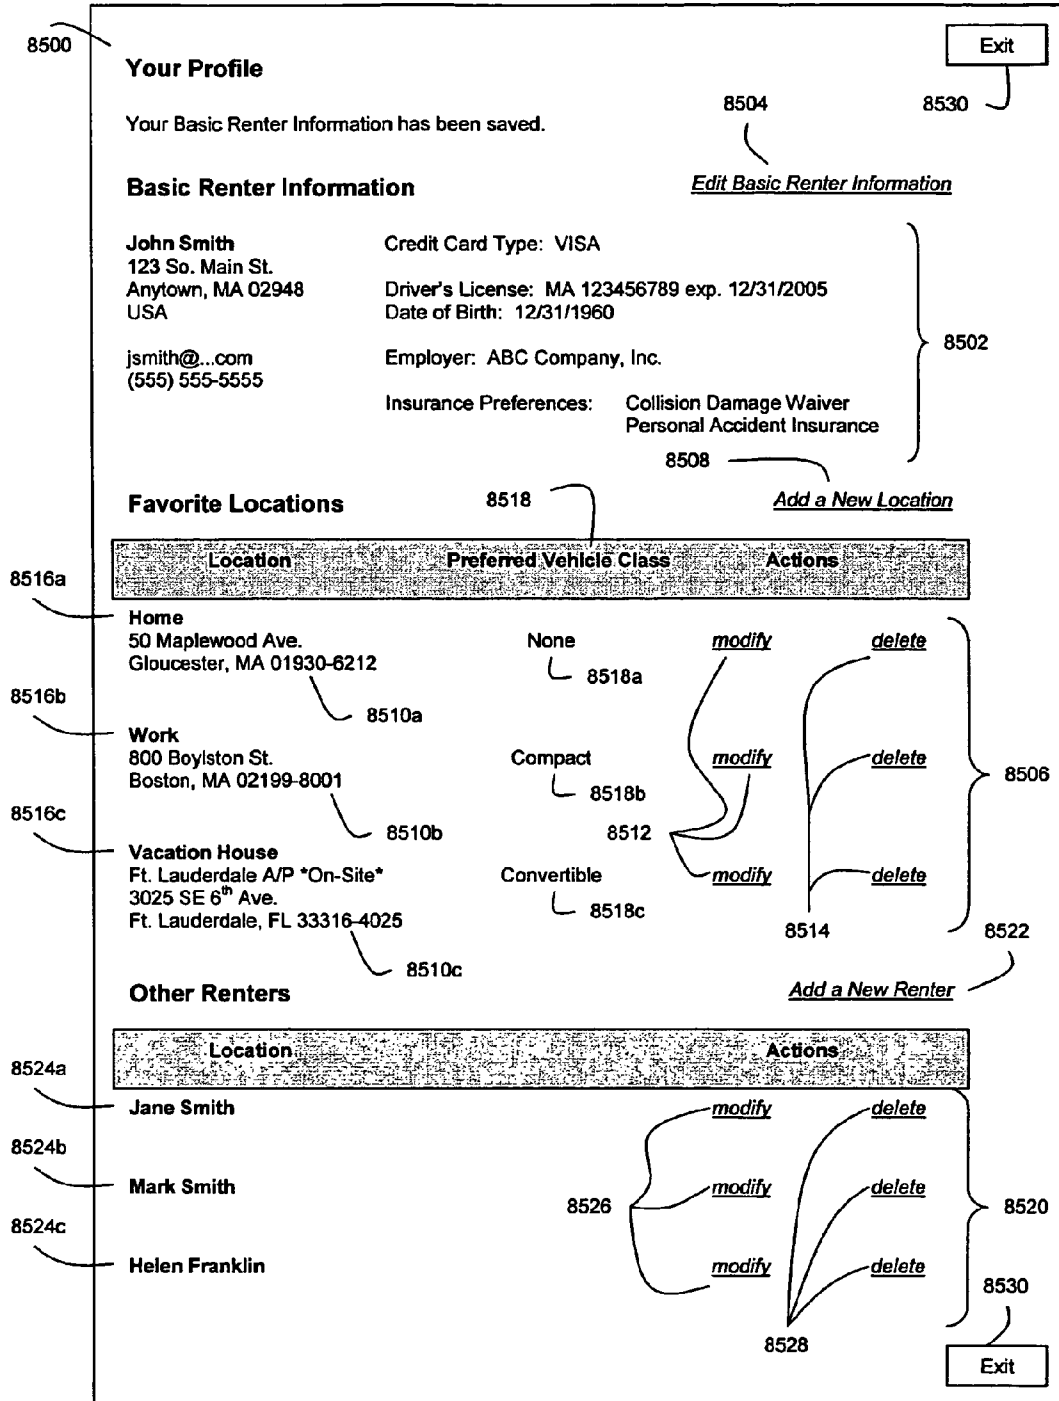 8500
Exit
Your Profile
8504
8530
Your Basic Renter Information has been saved.
Basic Renter Information
Edit Basic Renter Information
John Smith
Credit Card Type: VISA
123 So. Main St.
Anytown, MA 02948
Driver's License: MA 123456789 exp. 12/31/2005
USA
Date of Birth: 12/31/1960
8502
jsmith@...com
Employer: ABC Company, Inc.
(555) 555-5555
Insurance Preferences: Collision Damage Waiver
Personal Accident Insurance
8508
Favorite Locations
8518
Add a New Location
Location Preferred Vehicle Class Actions
8516a
Home
50 Maplewood Ave.
None modify delete
Gloucester, MA 01930-6212
8518a
8516b
8510a
Work
800 Boylston St.
Compact modify delete
8506
Boston, MA 02199-8001
8518b
8516c
8510b
8512
Vacation House
Ft. Lauderdale A/P *On-Site*
Convertible modify delete
3025 SE 6th Ave.
8518c
Ft. Lauderdale, FL 33316-4025
8514
8522
8510c
Other Renters
Add a New Renter
Location Actions
8524a
Jane Smith modify delete
8524b
Mark Smith modify delete
8526
8520
8524c
Helen Franklin modify delete
8530
8528
Exit